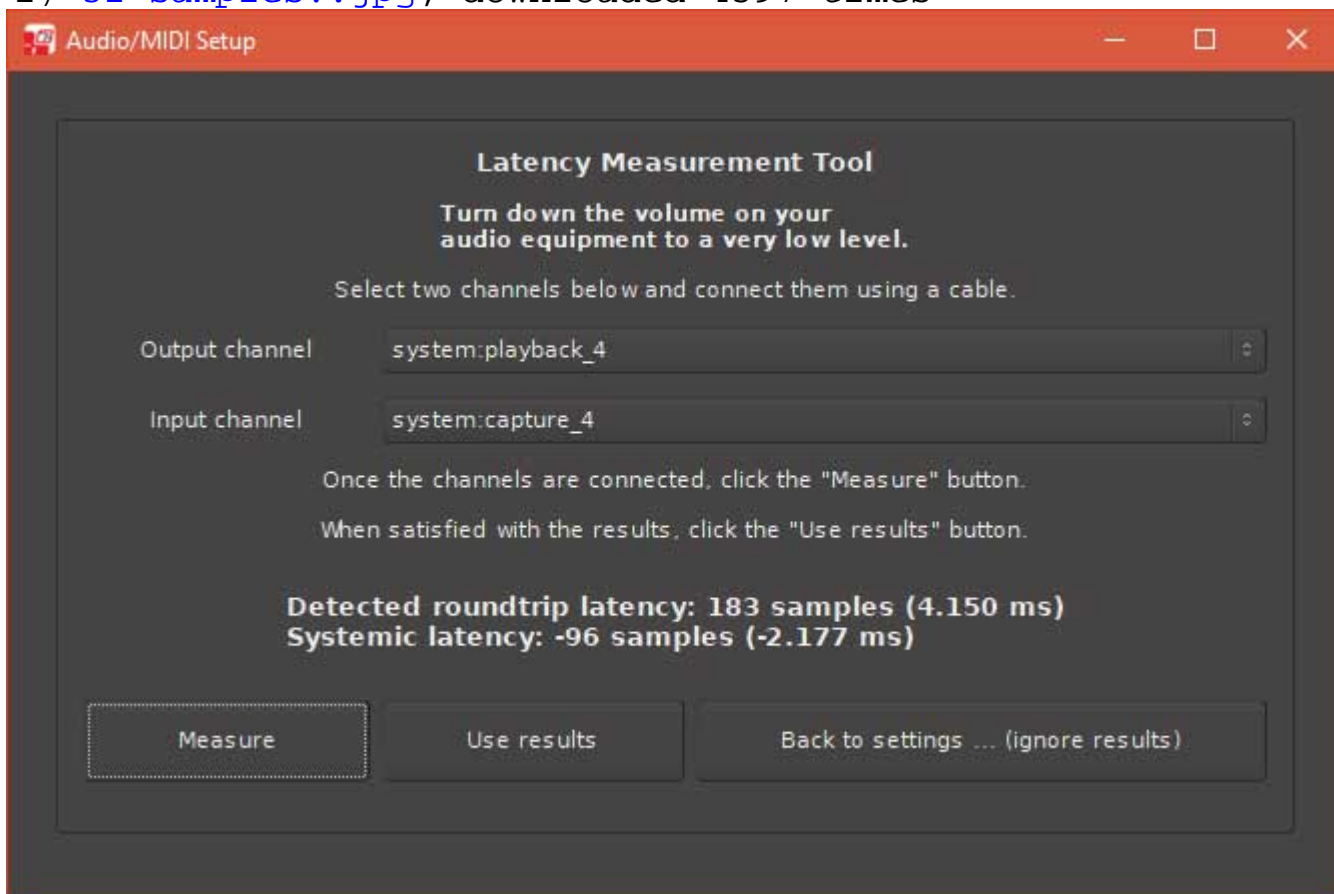 Audio/MIDI Setup
Latency Measurement Tool
Turn down the volume on your
audio equipment to a very low level.
Select two channels below and connect them using a cable.
Output channel system:playback_4
Input channel system:capture_4
Once the channels are connected, click the "Measure" button.
When satisfied with the results, click the "Use results" button.
Detected roundtrip latency: 183 samples (4.150 ms)
Systemic latency: -96 samples (-2.177 ms)
Measure Use results Back to settings ... (ignore results)